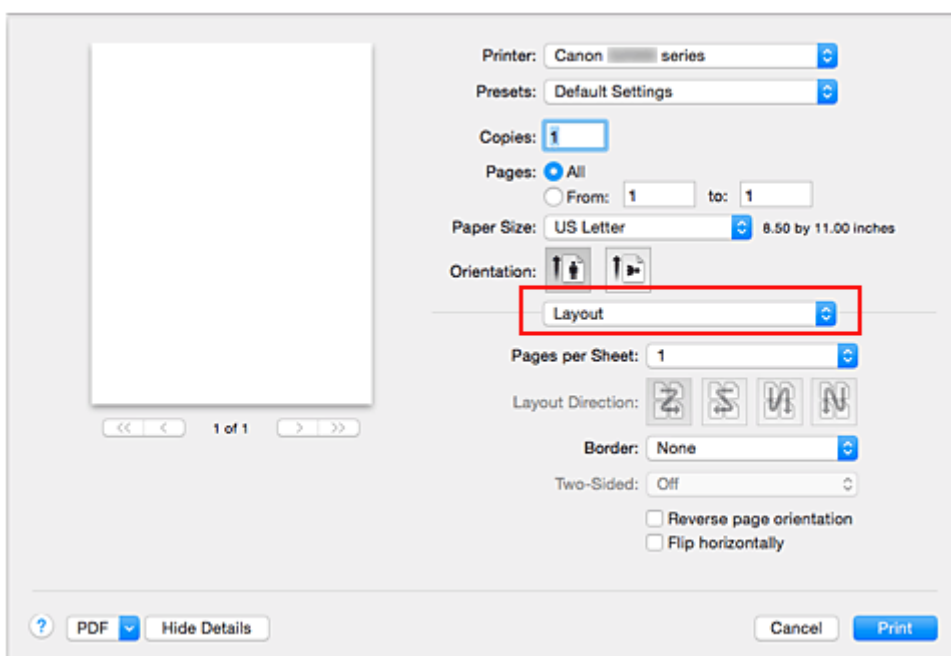 Printer: Canon series
Presets: Default Settings
Copies: 1
Pages: All
From: 1 to: 1
Paper Size: US Letter 8.50 by 11.00 inches
Orientation:
Layout
Pages per Sheet: 1
Layout Direction:
Border: None
Two-Sided: Off
Reverse page orientation
Flip horizontally
<< < 1 of 1 > >>
? PDF Hide Details Cancel Print